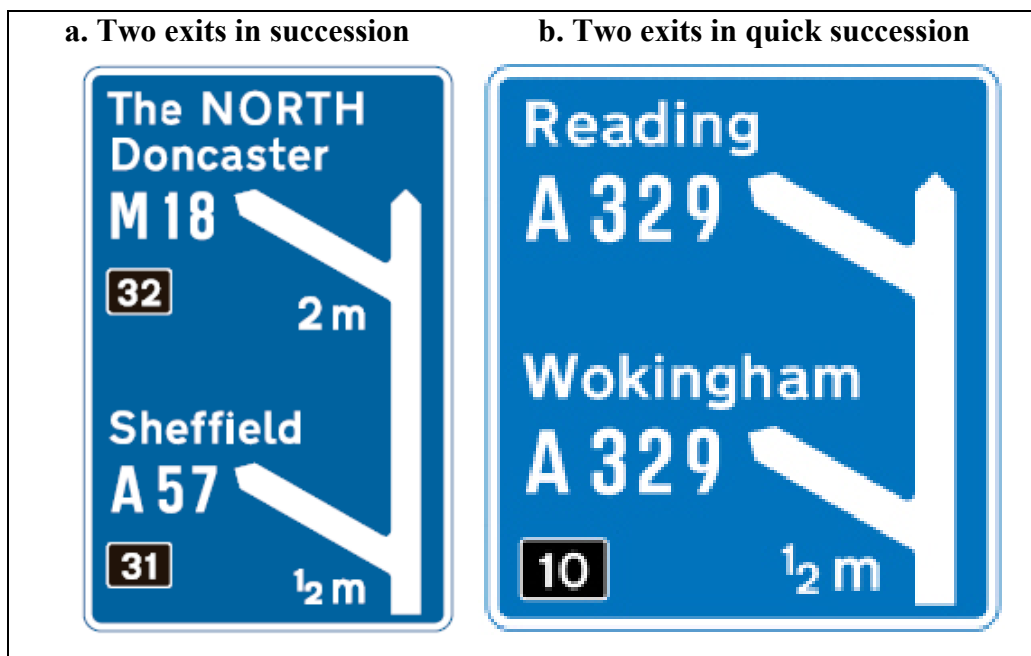 a. Two exits in succession
The NORTH
Doncaster
M 18
32
2 m
Sheffield
A 57
31
½ m
b. Two exits in quick succession
Reading
A 329
Wokingham
A 329
10
½ m